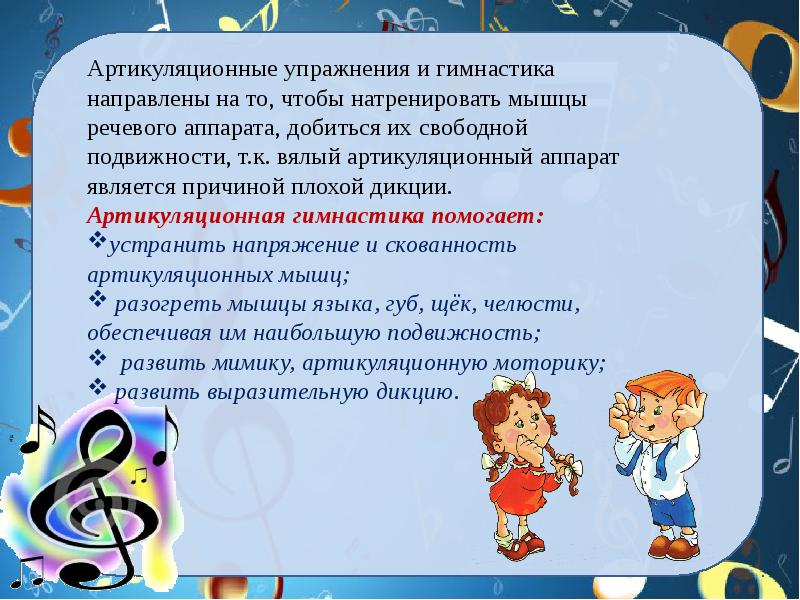 Артикуляционные упражнения и гимнастика
направлены на то, чтобы натренировать мышцы
речевого аппарата, добиться их свободной
подвижности, т.к. вялый артикуляционный аппарат
является причиной плохой дикции.
Артикуляционная гимнастика помогает:
❖устранить напряжение и скованность
артикуляционных мышц;
❖ разогреть мышцы языка, губ, щёк, челюсти,
обеспечивая им наибольшую подвижность;
❖ развить мимику, артикуляционную моторику;
❖ развить выразительную дикцию.